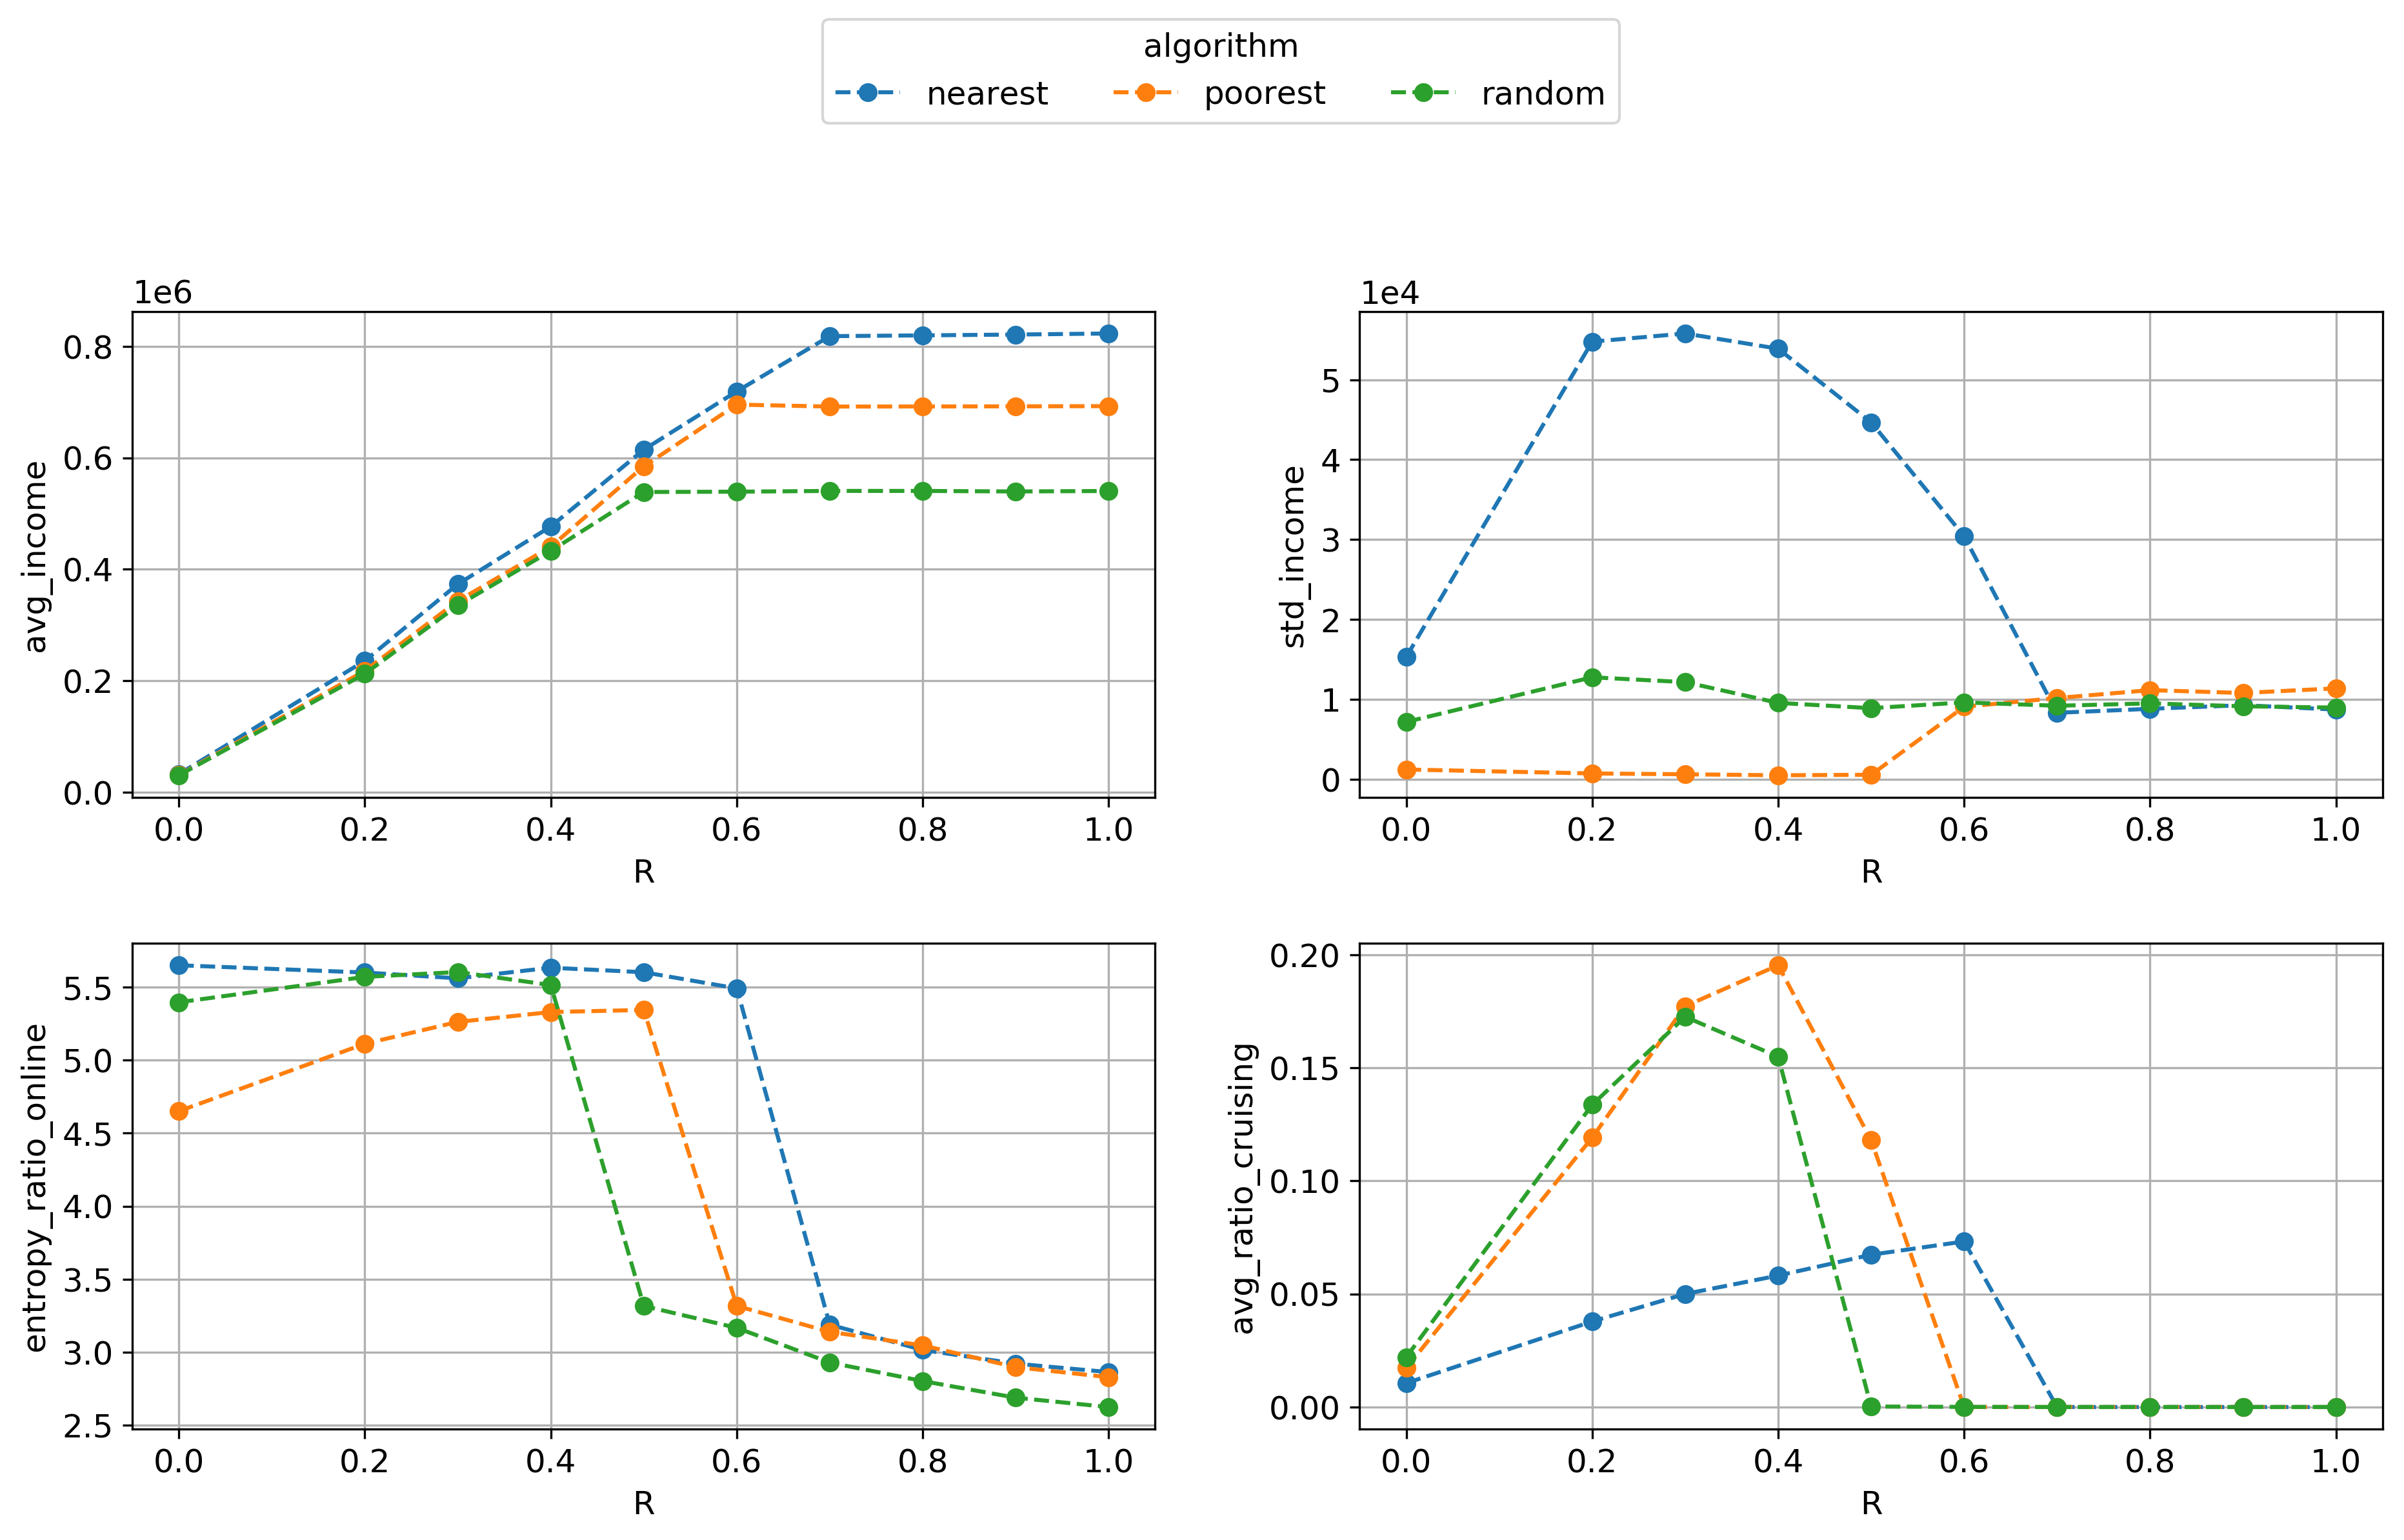 algorithm
nearest poorest random
1e6
0.8
0.6
0.4
0.2
0.0
avg_income
0.0 0.2 0.4 0.6 0.8 1.0
R
1e4
5
4
3
2
1
0
std_income
0.0 0.2 0.4 0.6 0.8 1.0
R
5.5
5.0
4.5
4.0
3.5
3.0
2.5
entropy_ratio_online
0.0 0.2 0.4 0.6 0.8 1.0
R
0.20
0.15
0.10
0.05
0.00
avg_ratio_cruising
0.0 0.2 0.4 0.6 0.8 1.0
R